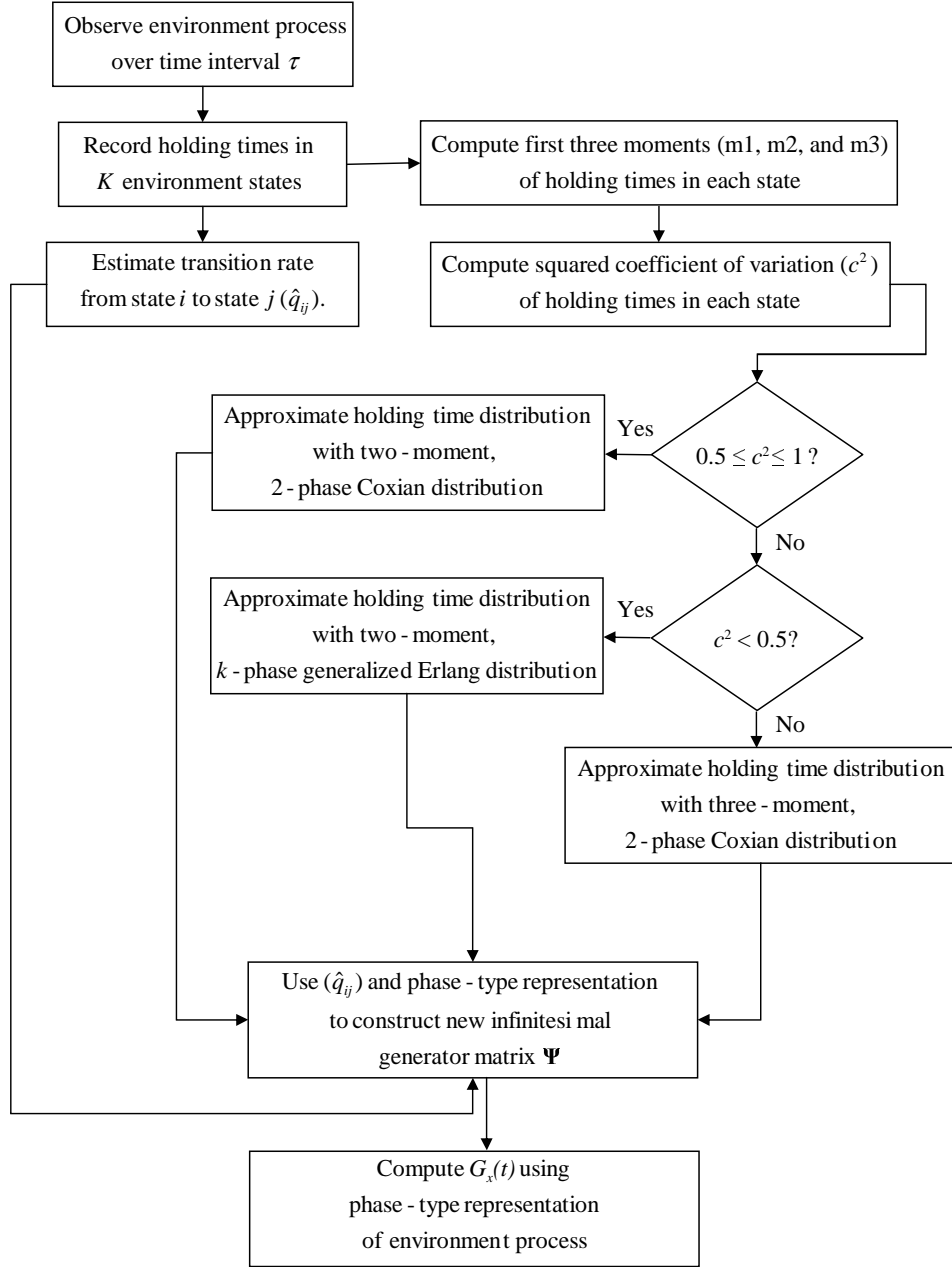 Observe environment process
over time interval τ
Record holding times in
K environment states
Compute first three moments (m1, m2, and m3)
of holding times in each state
Estimate transition rate
from state i to state j (q̂ij).
Compute squared coefficient of variation (c²)
of holding times in each state
Approximate holding time distribution
with two - moment,
2 - phase Coxian distribution
Yes
0.5 ≤ c² ≤ 1 ?
No
Approximate holding time distribution
with two - moment,
k - phase generalized Erlang distribution
Yes
c² < 0.5?
No
Approximate holding time distribution
with three - moment,
2 - phase Coxian distribution
Use (q̂ij) and phase - type representation
to construct new infinitesi mal
generator matrix Ψ
Compute Gx(t) using
phase - type representation
of environment process